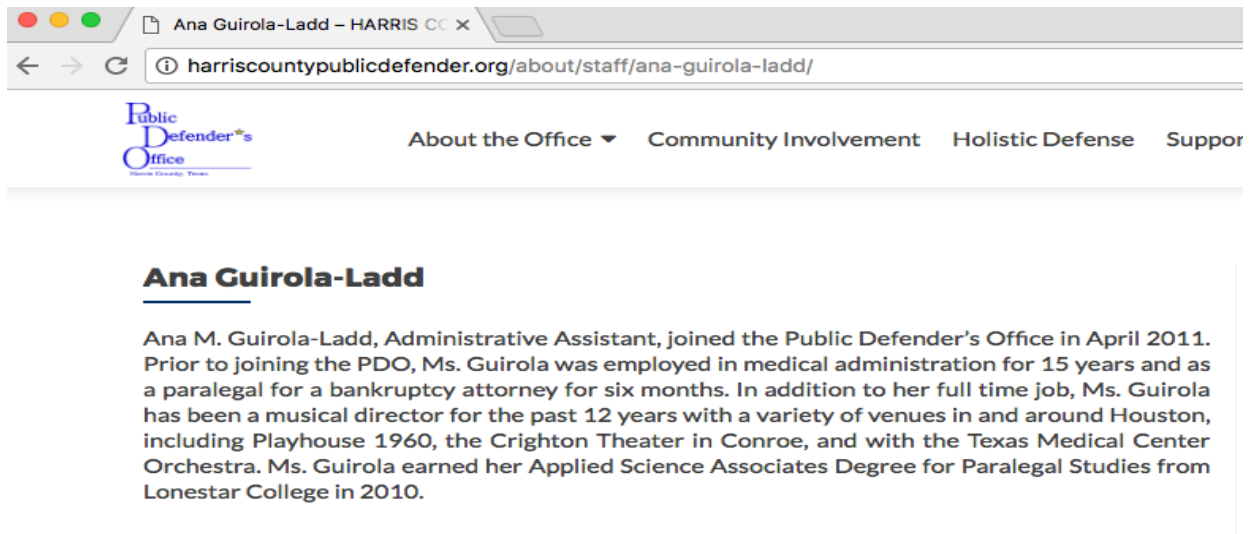 Ana Guirola-Ladd – HARRIS CC
harriscountypublicdefender.org/about/staff/ana-guirola-ladd/
Public
Defender*s
Office
Harris County, Texas
About the Office Community Involvement Holistic Defense Suppor
Ana Guirola-Ladd
Ana M. Guirola-Ladd, Administrative Assistant, joined the Public Defender’s Office in April 2011.
Prior to joining the PDO, Ms. Guirola was employed in medical administration for 15 years and as
a paralegal for a bankruptcy attorney for six months. In addition to her full time job, Ms. Guirola
has been a musical director for the past 12 years with a variety of venues in and around Houston,
including Playhouse 1960, the Crighton Theater in Conroe, and with the Texas Medical Center
Orchestra. Ms. Guirola earned her Applied Science Associates Degree for Paralegal Studies from
Lonestar College in 2010.